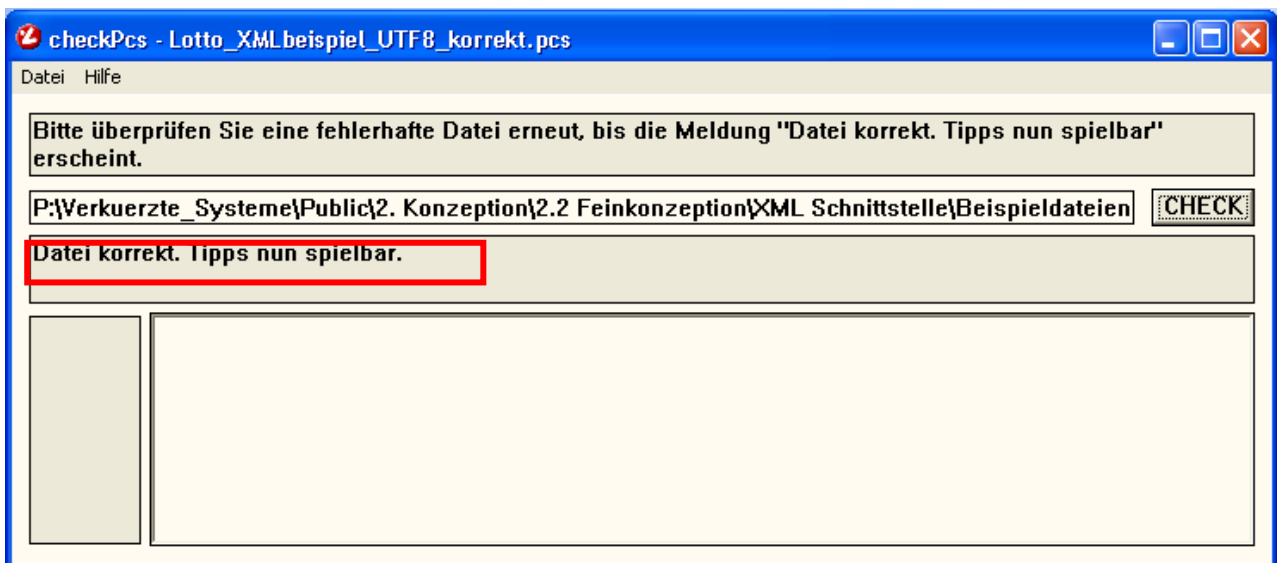 checkPcs - Lotto_XMLbeispiel_UTF8_korrekt.pcs
Datei Hilfe
Bitte überprüfen Sie eine fehlerhafte Datei erneut, bis die Meldung "Datei korrekt. Tipps nun spielbar"
erscheint.
P:\Verkuerzte_Systeme\Public\2. Konzeption\2.2 Feinkonzeption\XML Schnittstelle\Beispieldateien CHECK
Datei korrekt. Tipps nun spielbar.